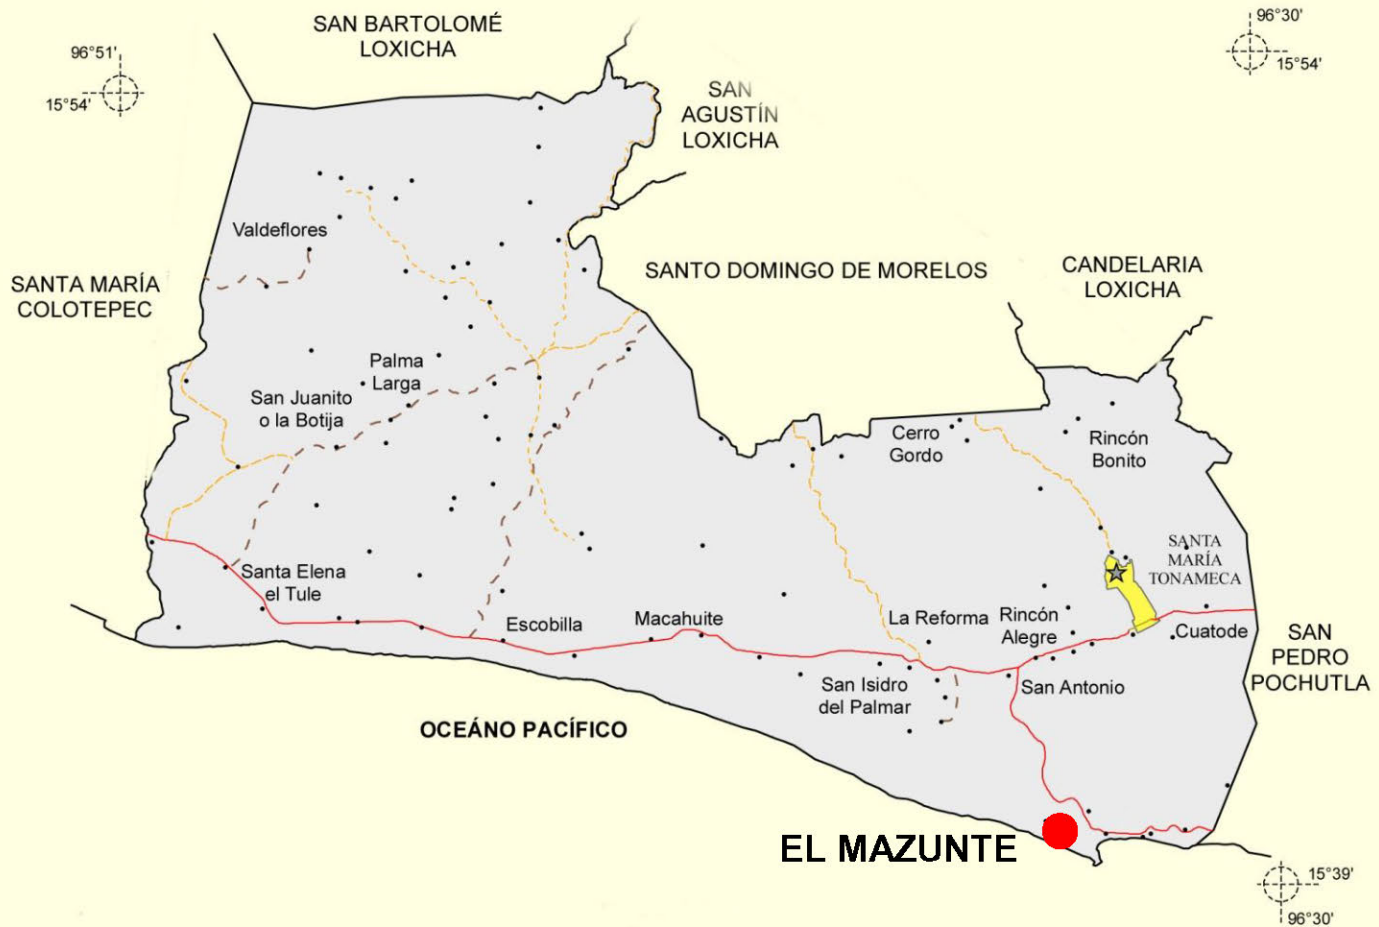 SAN BARTOLOMÉ
LOXICHA
96°51'
15°54'
96°30'
15°54'
SAN
AGUSTÍN
LOXICHA
Valdeflores
SANTA MARÍA
COLOTEPEC
SANTO DOMINGO DE MORELOS
CANDELARIA
LOXICHA
Palma
Larga
San Juanito
o la Botija
Cerro
Gordo
Rincón
Bonito
SANTA
MARÍA
TONAMECA
Santa Elena
el Tule
Escobilla
Macahuite
La Reforma
Rincón
Alegre
Cuatode
SAN
PEDRO
POCHUTLA
San Isidro
del Palmar
San Antonio
OCEÁNO PACÍFICO
EL MAZUNTE
15°39'
96°30'